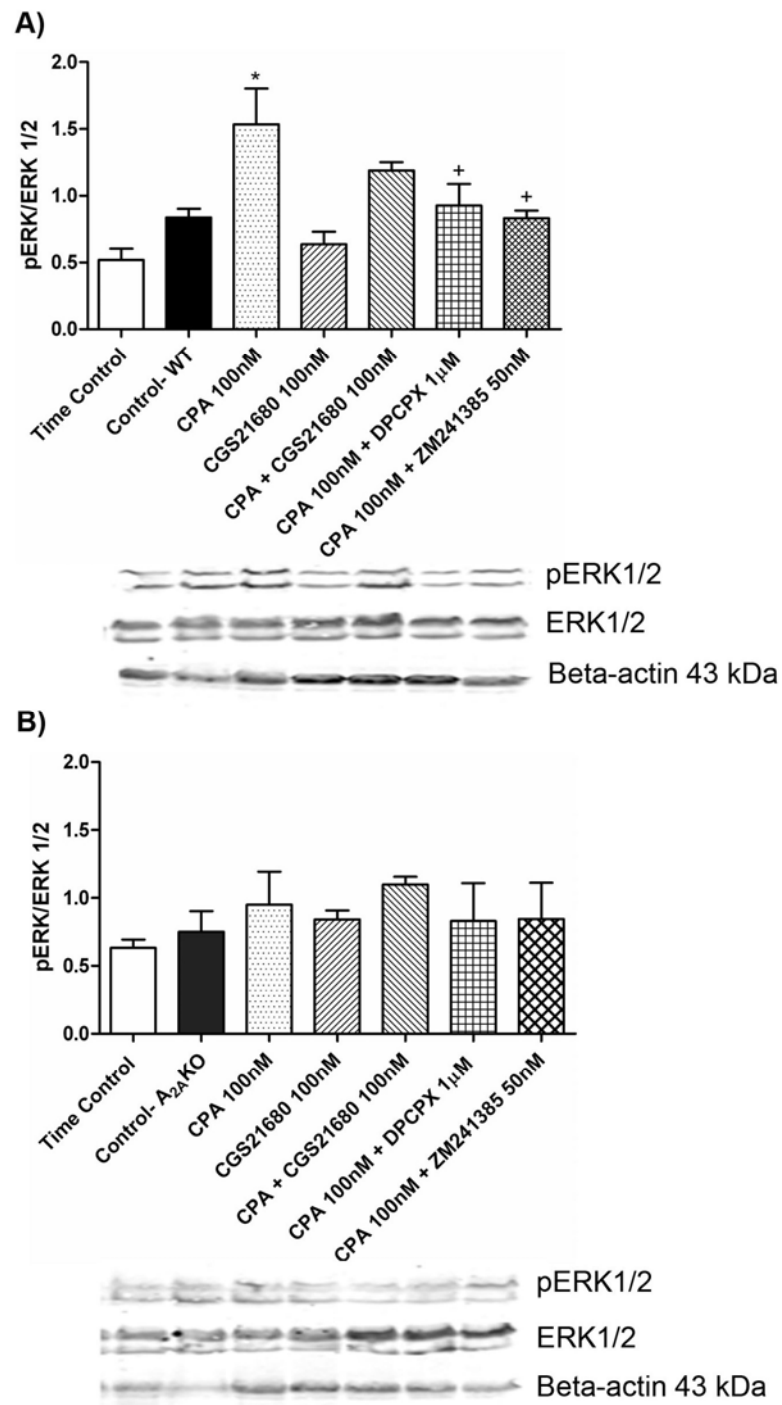 A)
*
2.0
1.5
+
+
1.0
0.5
0.0
pERK/ERK 1/2
Time Control
Control- WT
CPA 100nM
CGS21680 100nM
CPA + CGS21680 100nM
CPA 100nM + DPCPX 1μM
CPA 100nM + ZM241385 50nM
pERK1/2
ERK1/2
Beta-actin 43 kDa
B)
2.0
1.5
1.0
0.5
0.0
pERK/ERK 1/2
Time Control
Control- A₂ₐKO
CPA 100nM
CGS21680 100nM
CPA + CGS21680 100nM
CPA 100nM + DPCPX 1μM
CPA 100nM + ZM241385 50nM
pERK1/2
ERK1/2
Beta-actin 43 kDa